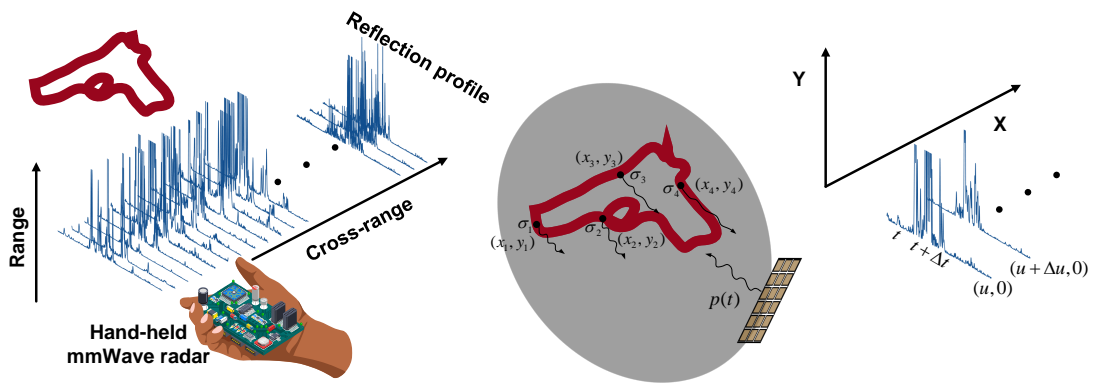 Reflection profile
Range
Cross-range
Hand-held
mmWave radar
(x₃, y₃)
σ₃
σ₄
(x₄, y₄)
σ₁
(x₁, y₁)
σ₂
(x₂, y₂)
p(t)
Y
X
t
t + Δt
(u, 0)
(u + Δu, 0)